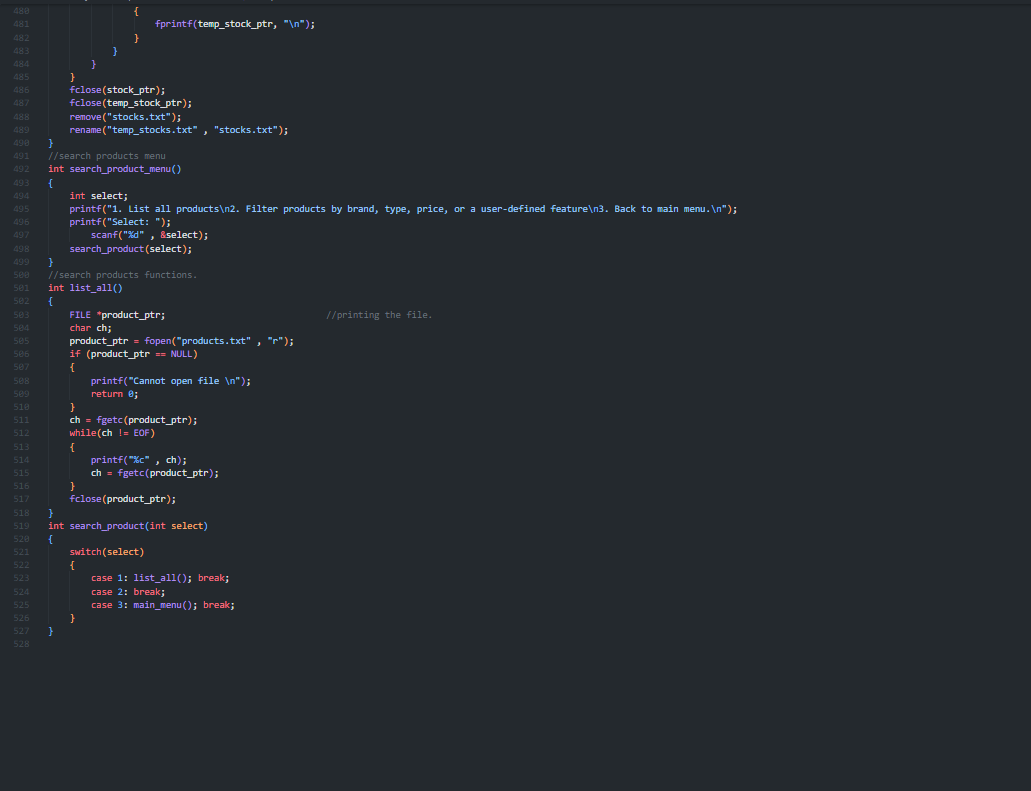 480 {
481 fprintf(temp_stock_ptr, "\n");
482 }
483 }
484 }
485 }
486 fclose(stock_ptr);
487 fclose(temp_stock_ptr);
488 remove("stocks.txt");
489 rename("temp_stocks.txt" , "stocks.txt");
490 }
491 //search products menu
492 int search_product_menu()
493 {
494 int select;
495 printf("1. List all products\n2. Filter products by brand, type, price, or a user-defined feature\n3. Back to main menu.\n");
496 printf("Select: ");
497 scanf("%d" , &select);
498 search_product(select);
499 }
500 //search products functions.
501 int list_all()
502 {
503 FILE *product_ptr; //printing the file.
504 char ch;
505 product_ptr = fopen("products.txt" , "r");
506 if (product_ptr == NULL)
507 {
508 printf("Cannot open file \n");
509 return 0;
510 }
511 ch = fgetc(product_ptr);
512 while(ch != EOF)
513 {
514 printf("%c" , ch);
515 ch = fgetc(product_ptr);
516 }
517 fclose(product_ptr);
518 }
519 int search_product(int select)
520 {
521 switch(select)
522 {
523 case 1: list_all(); break;
524 case 2: break;
525 case 3: main_menu(); break;
526 }
527 }
528